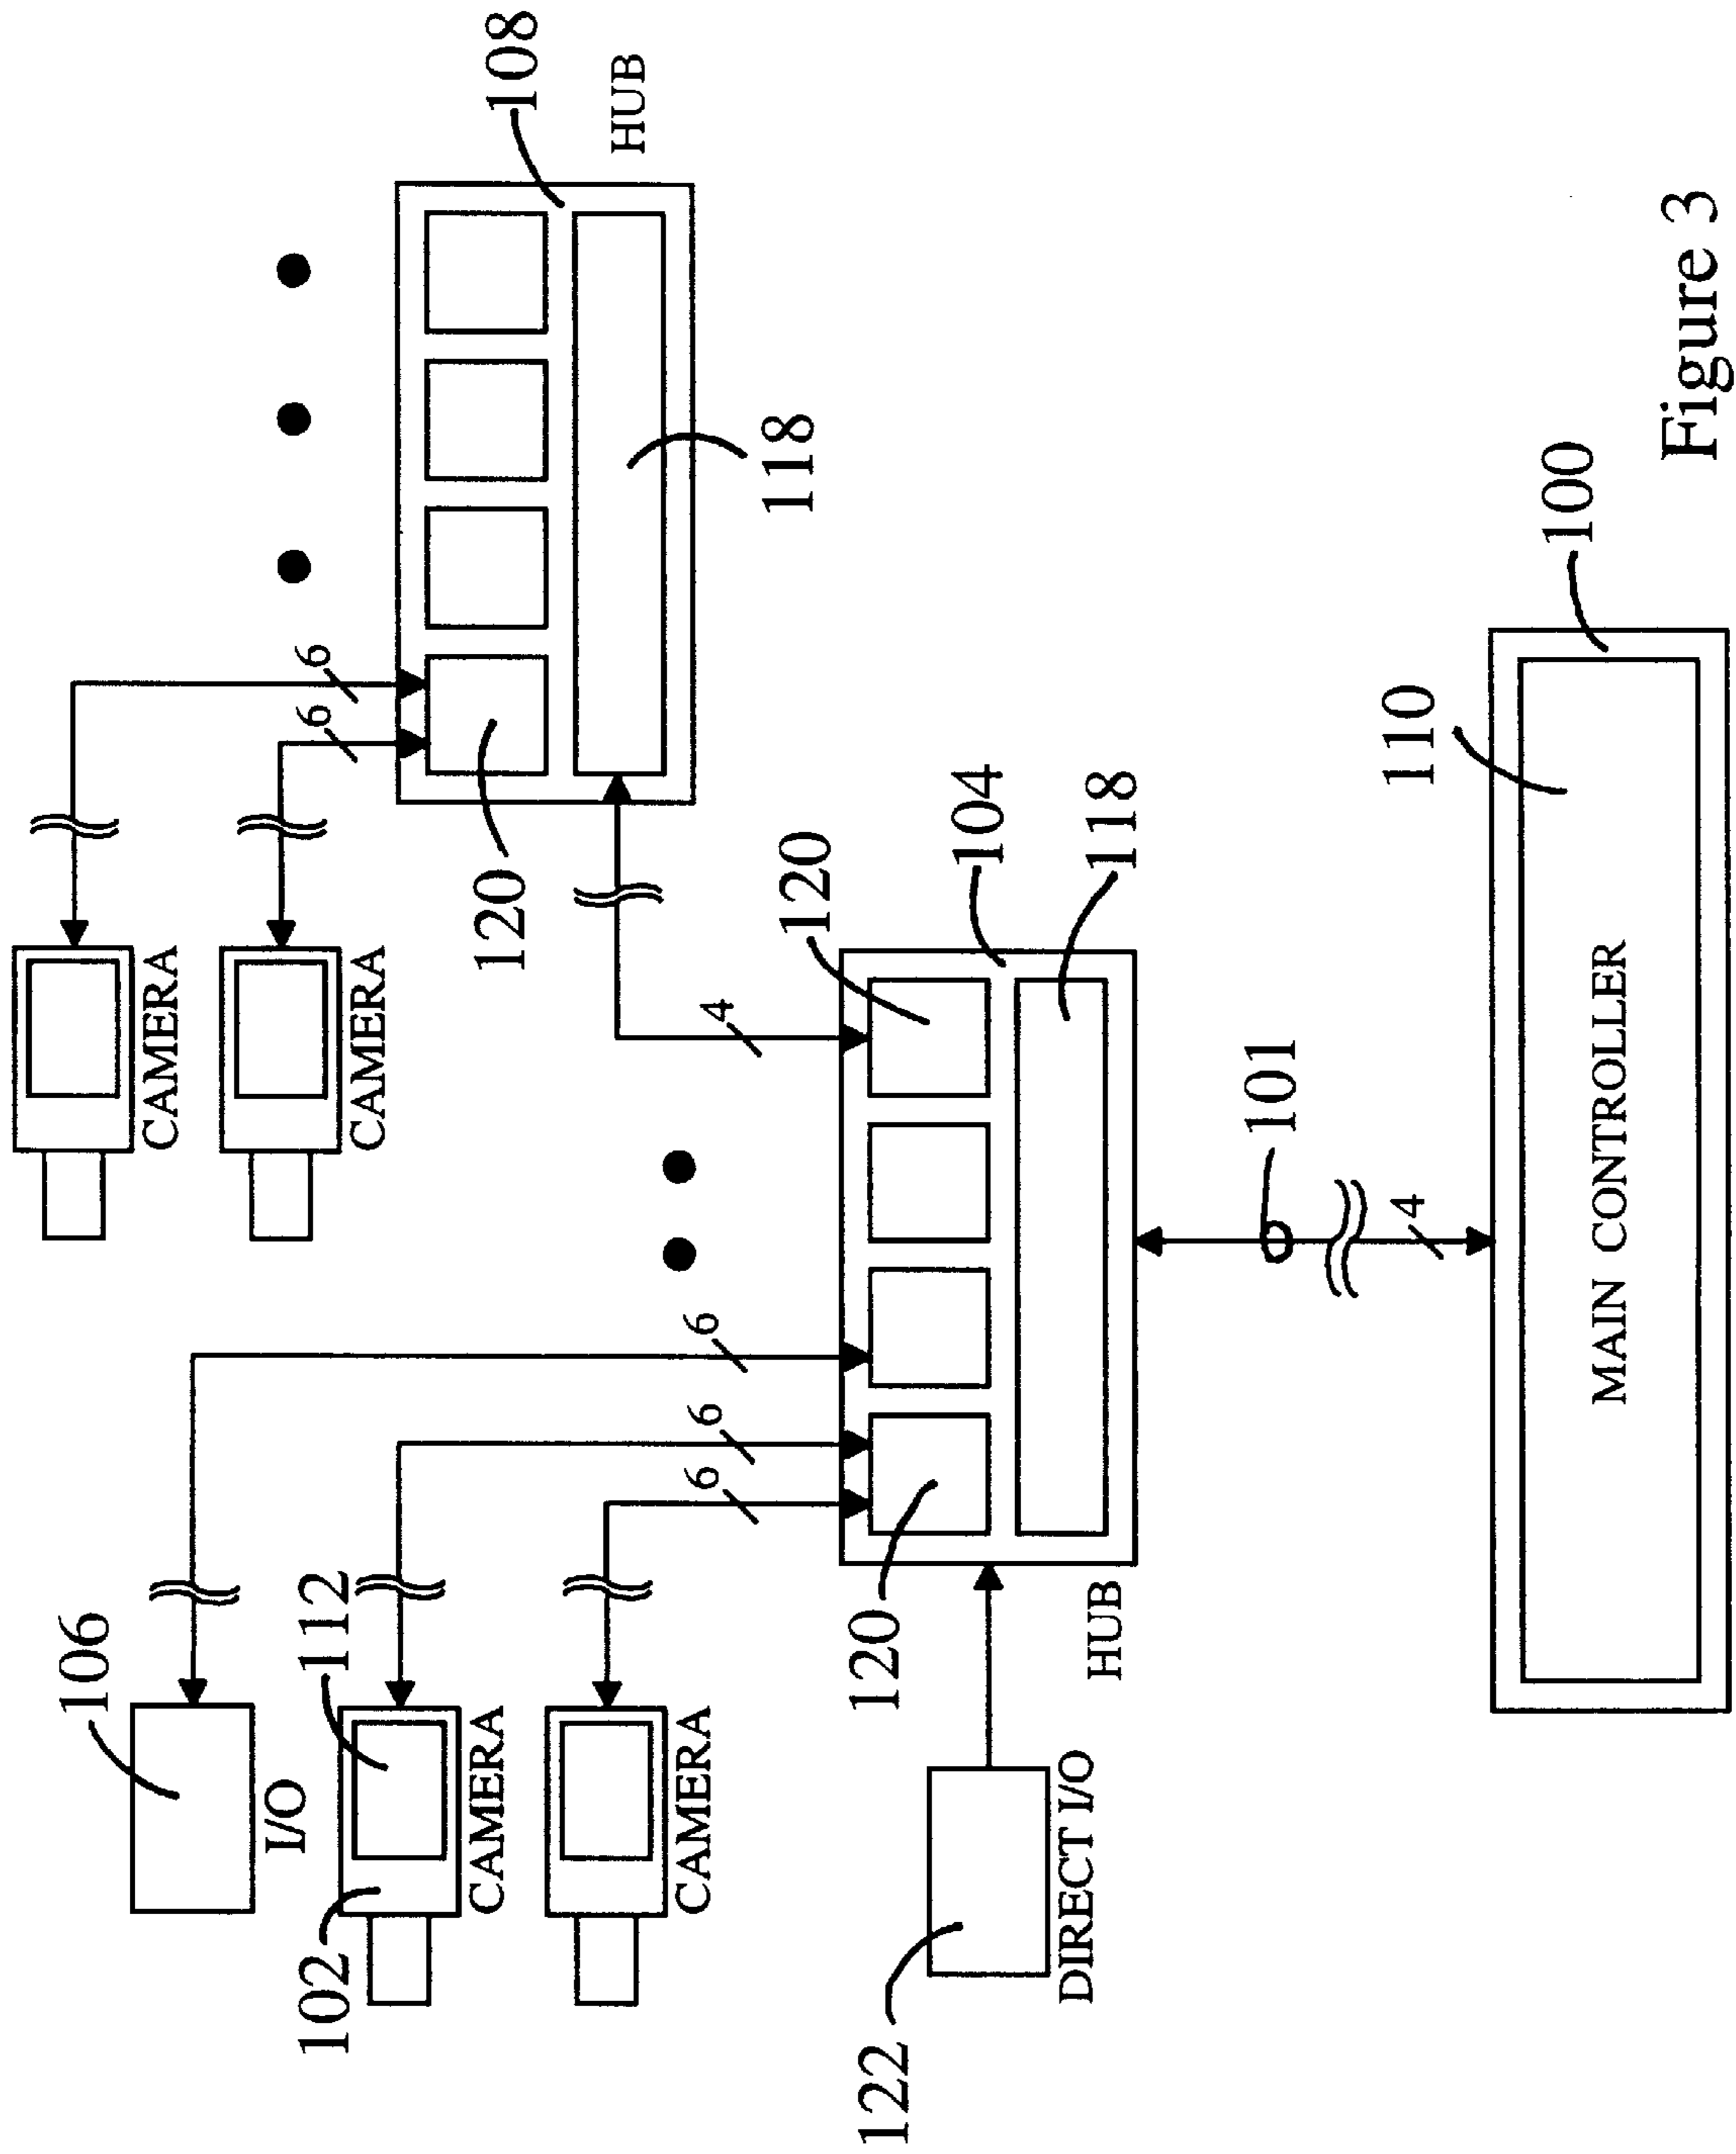 106
CAMERA
I/O
102
112
6
6
CAMERA
CAMERA
120
108
HUB
CAMERA
6
6
6
4
118
120
122
120
104
DIRECT I/O
HUB
118
101
4
110
100
MAIN CONTROLLER
Figure 3